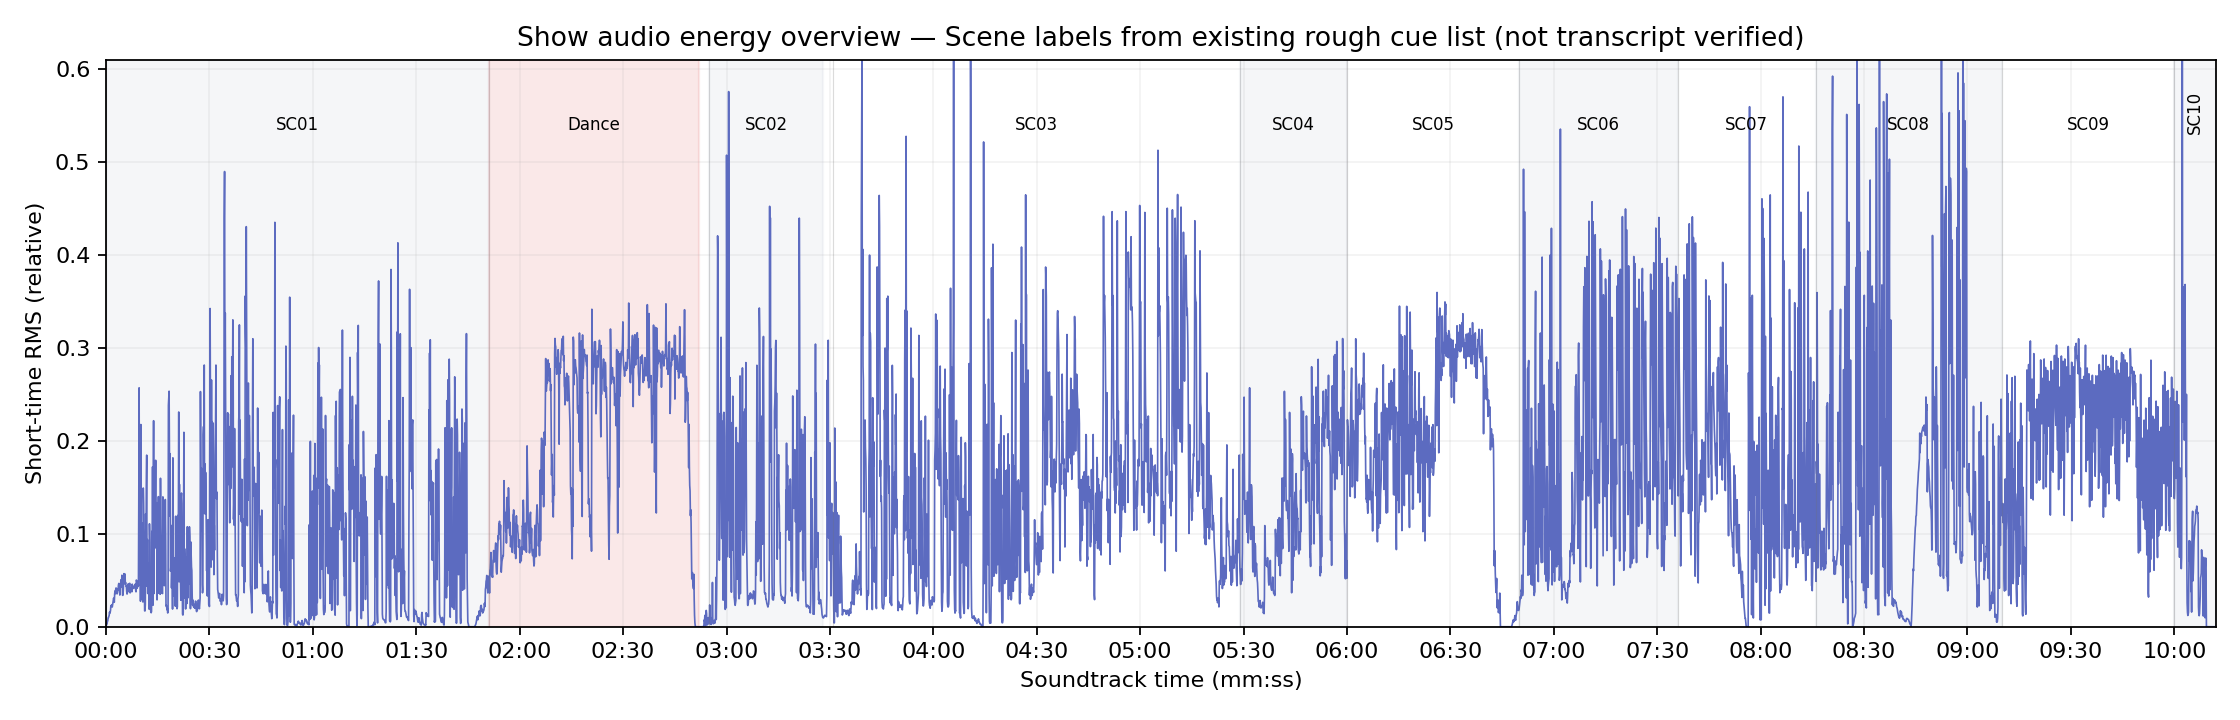 Show audio energy overview — Scene labels from existing rough cue list (not transcript verified)
Short-time RMS (relative)
0.6
0.5
0.4
0.3
0.2
0.1
0.0
SC01 Dance SC02 SC03 SC04 SC05 SC06 SC07 SC08 SC09 SC10
00:00 00:30 01:00 01:30 02:00 02:30 03:00 03:30 04:00 04:30 05:00 05:30 06:00 06:30 07:00 07:30 08:00 08:30 09:00 09:30 10:00
Soundtrack time (mm:ss)